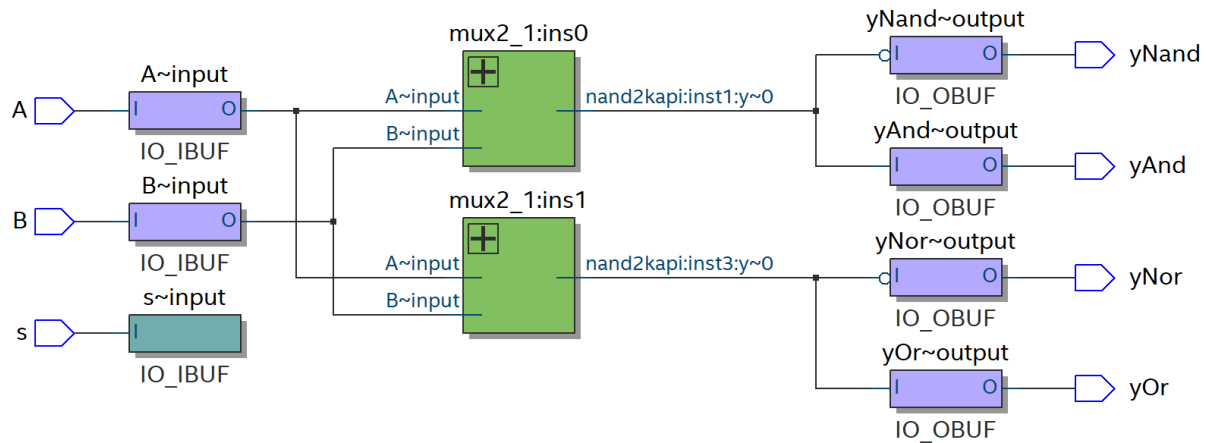 A
A~input
I
O
IO_IBUF
B
B~input
I
O
IO_IBUF
s
s~input
I
IO_IBUF
mux2_1:ins0
A~input
B~input
nand2kapi:inst1:y~0
mux2_1:ins1
A~input
B~input
nand2kapi:inst3:y~0
yNand~output
I
O
IO_OBUF
yNand
yAnd~output
I
O
IO_OBUF
yAnd
yNor~output
I
O
IO_OBUF
yNor
yOr~output
I
O
IO_OBUF
yOr